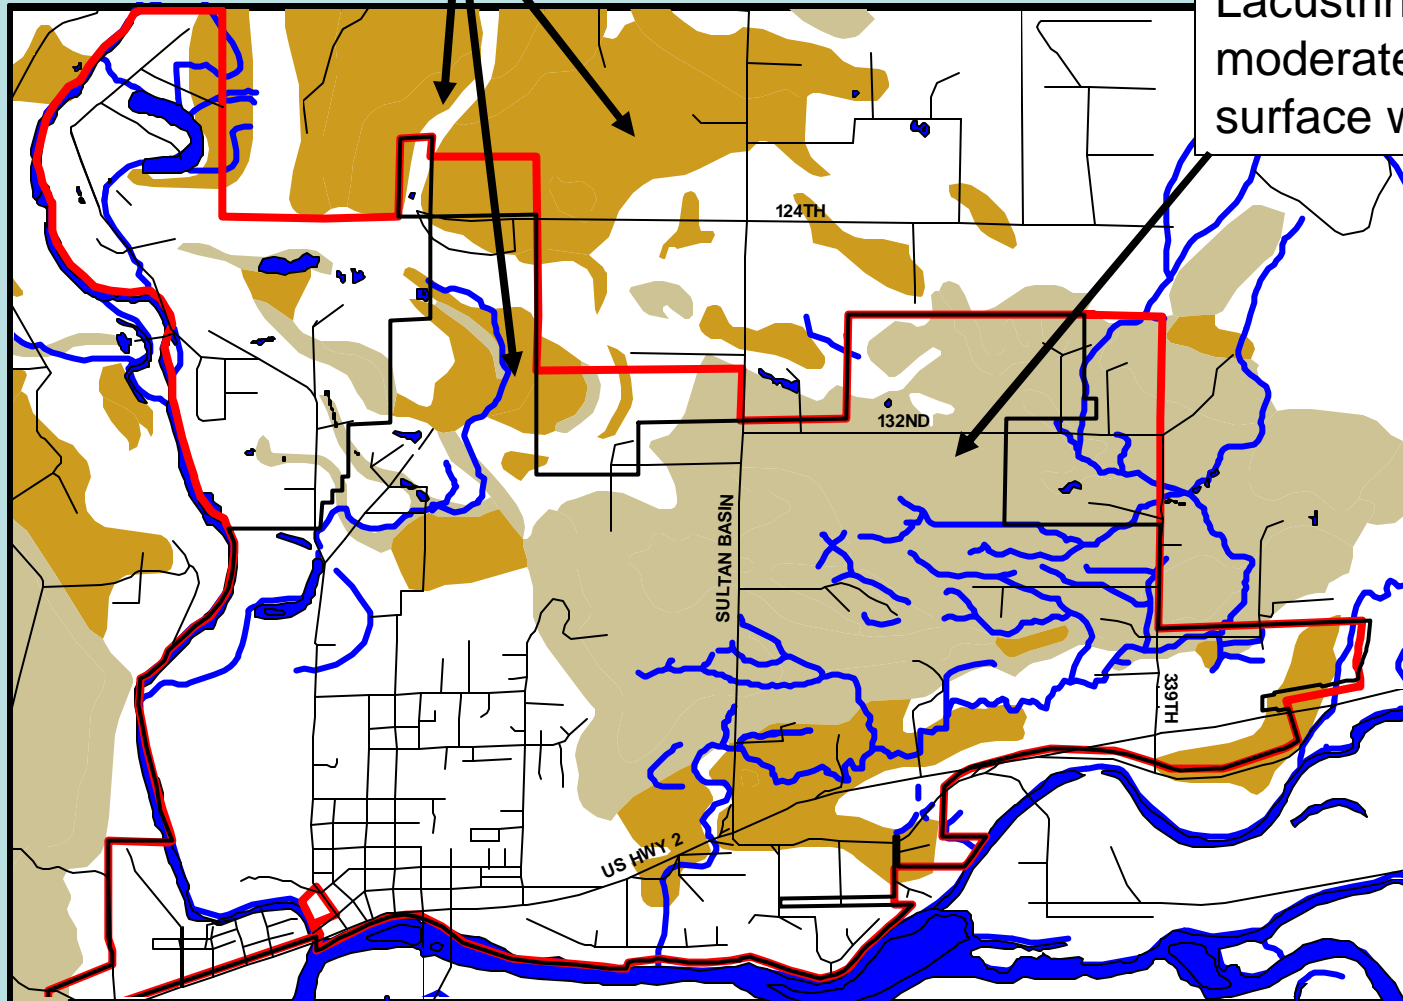 moderate
surface w
124TH
132ND
SULTAN BASIN
339TH
US HWY 2